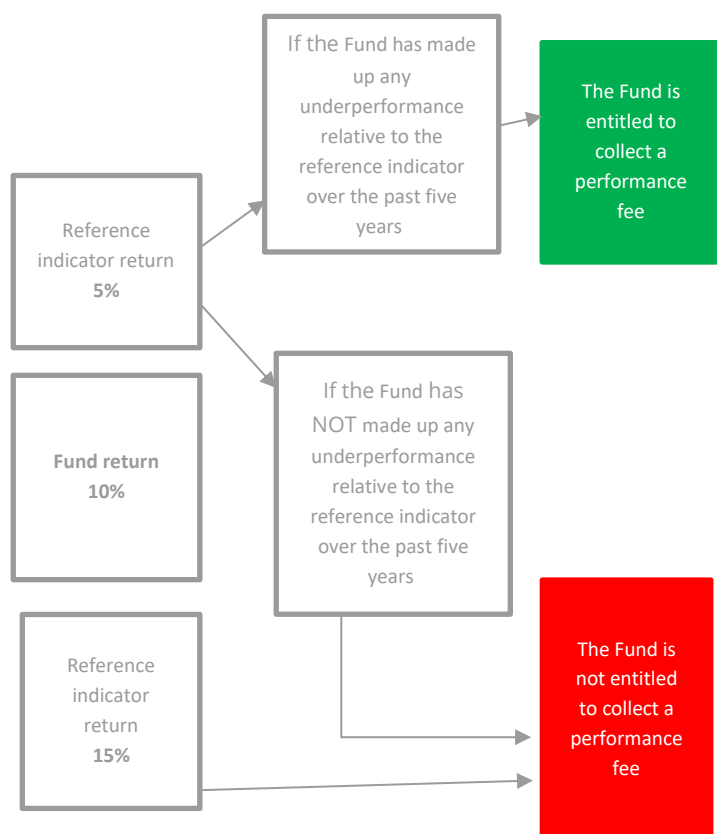 Reference
indicator return
5%
Fund return
10%
Reference
indicator
return
15%
If the Fund has made
up any
underperformance
relative to the
reference indicator
over the past five
years
If the Fund has
NOT made up any
underperformance
relative to the
reference indicator
over the past five
years
The Fund is
entitled to
collect a
performance
fee
The Fund is
not entitled
to collect a
performance
fee